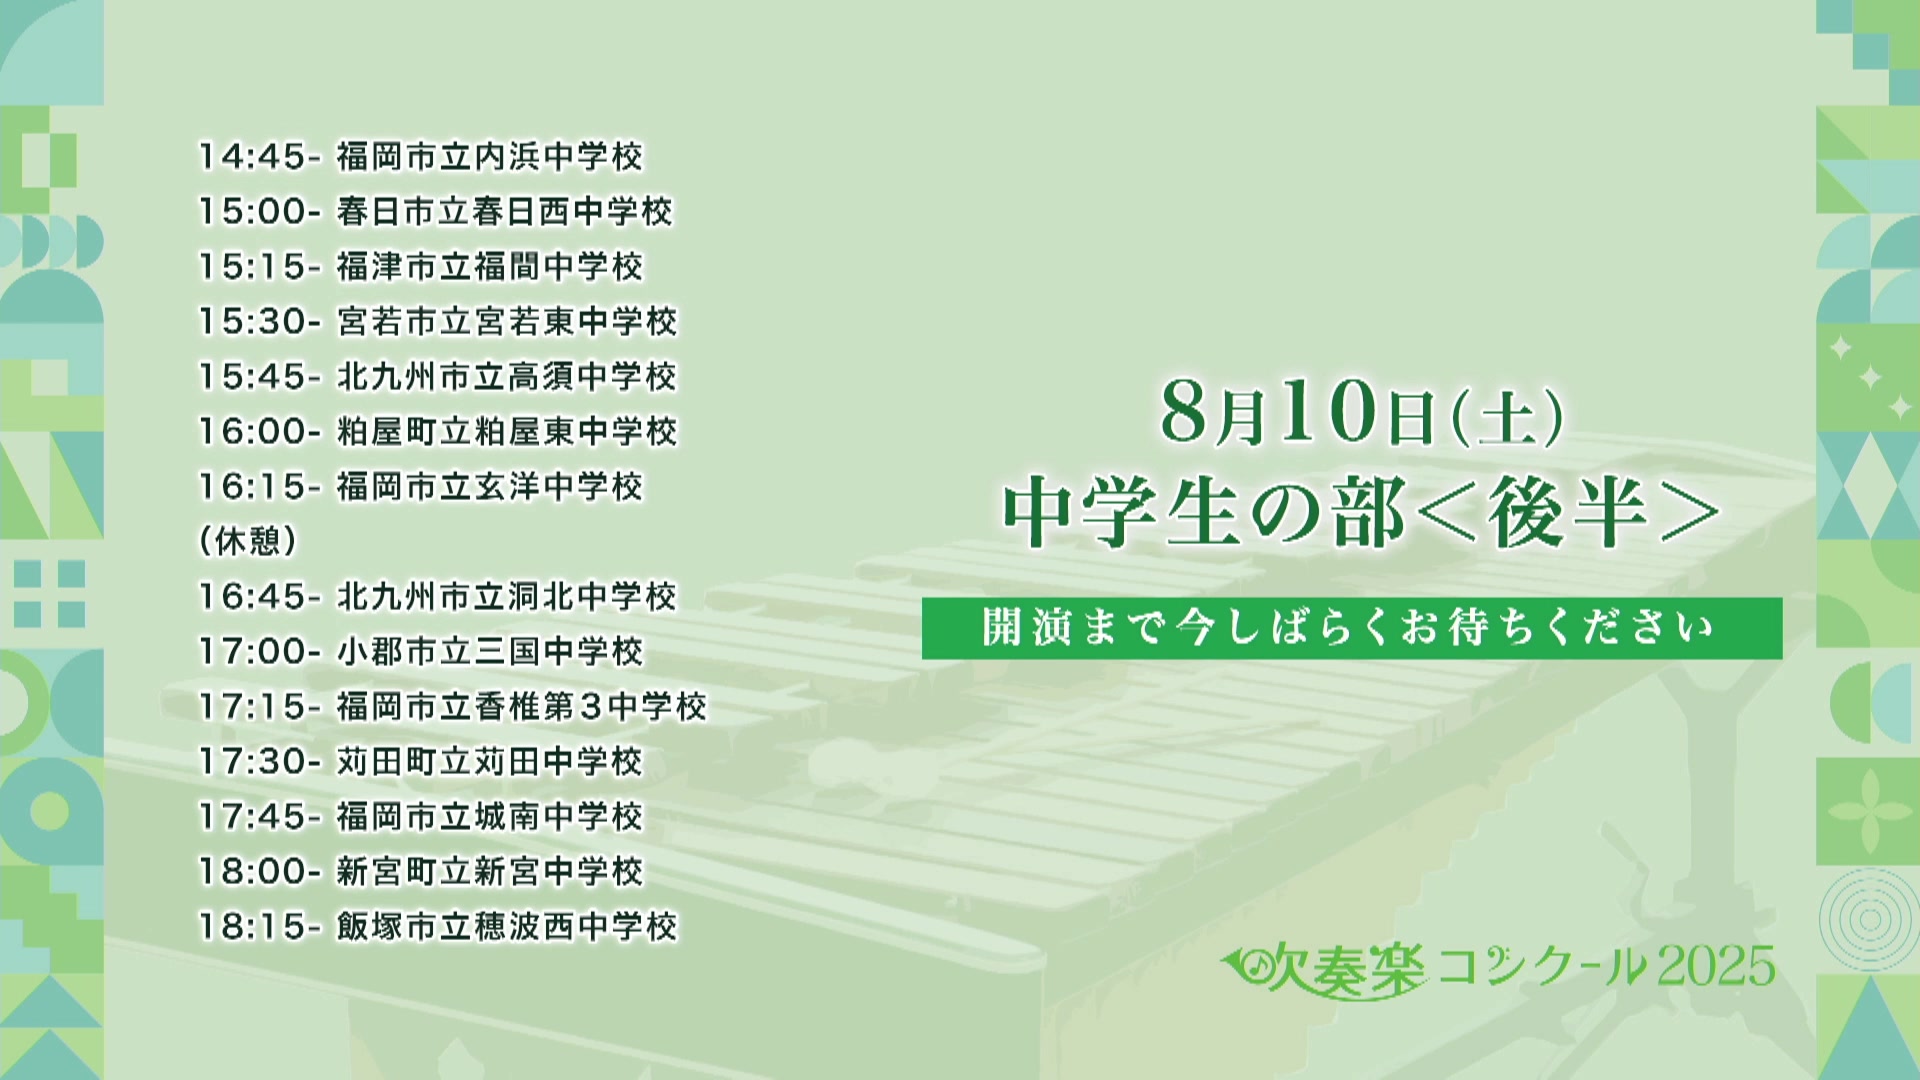 14:45- 福岡市立内浜中学校
15:00- 春日市立春日西中学校
15:15- 福津市立福間中学校
15:30- 宮若市立宮若東中学校
15:45- 北九州市立高須中学校
16:00- 粕屋町立粕屋東中学校
16:15- 福岡市立玄洋中学校
(休憩)
16:45- 北九州市立洞北中学校
17:00- 小郡市立三国中学校
17:15- 福岡市立香椎第3中学校
17:30- 苅田町立苅田中学校
17:45- 福岡市立城南中学校
18:00- 新宮町立新宮中学校
18:15- 飯塚市立穂波西中学校
8月10日(土)
中学生の部<後半>
開演まで今しばらくお待ちください
吹奏楽コンクール2025